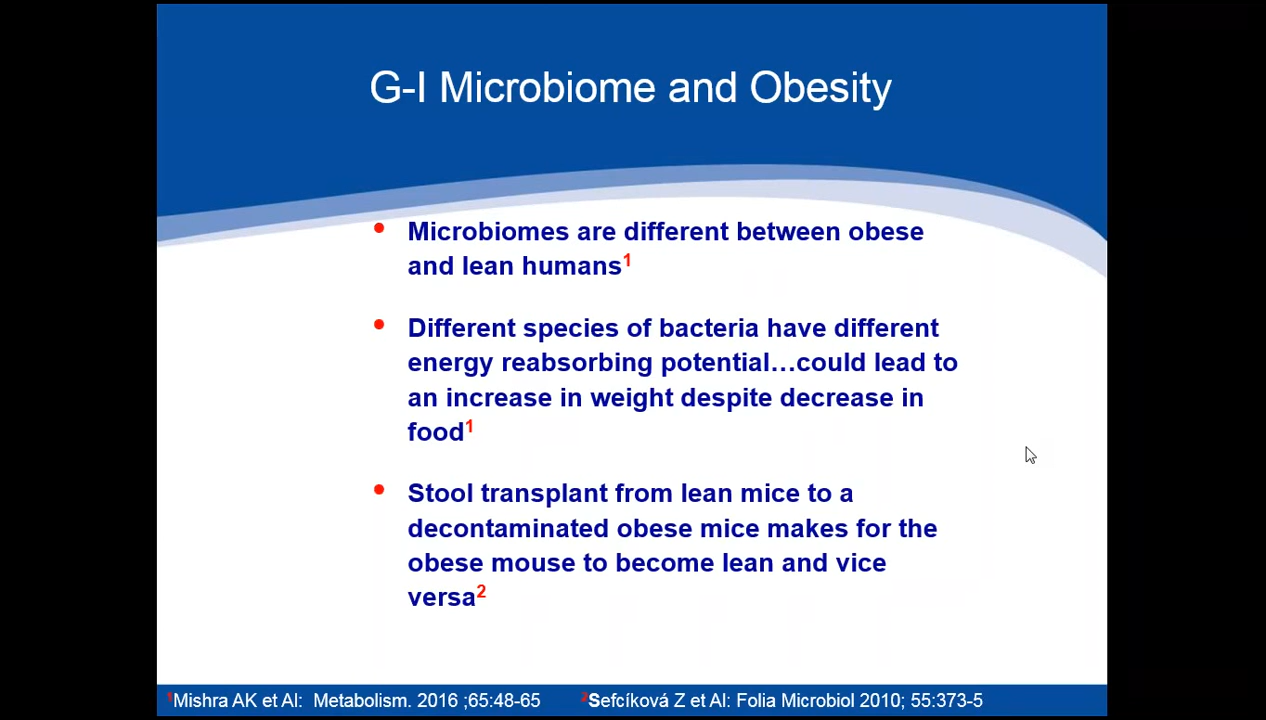 G-I Microbiome and Obesity
• Microbiomes are different between obese
and lean humans¹
• Different species of bacteria have different
energy reabsorbing potential…could lead to
an increase in weight despite decrease in
food¹
• Stool transplant from lean mice to a
decontaminated obese mice makes for the
obese mouse to become lean and vice
versa²
¹Mishra AK et Al: Metabolism. 2016 ;65:48-65 ²Sefcíková Z et Al: Folia Microbiol 2010; 55:373-5